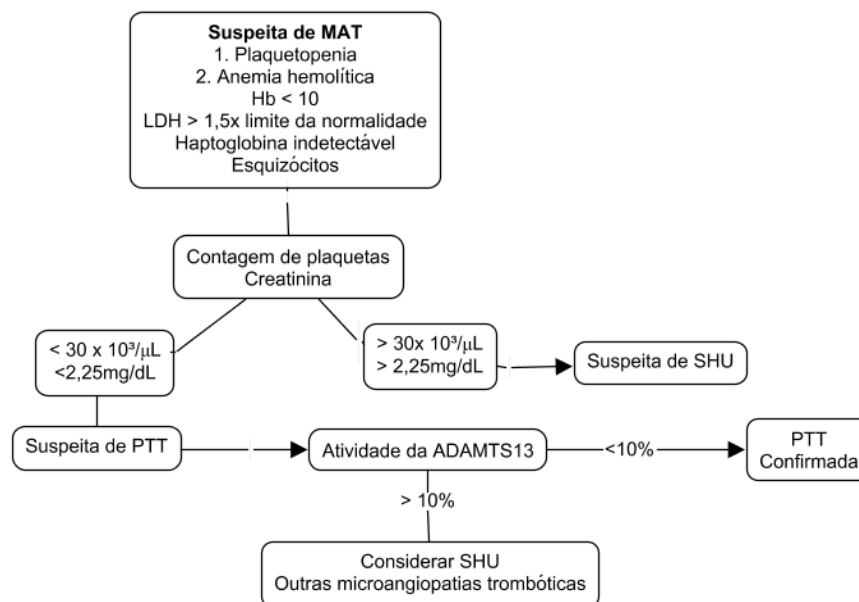 Suspeita de MAT
1. Plaquetopenia
2. Anemia hemolítica
Hb < 10
LDH > 1,5x limite da normalidade
Haptoglobina indetectável
Esquizócitos
Contagem de plaquetas
Creatinina
< 30 x 10³/μL
<2,25mg/dL
> 30x 10³/μL
> 2,25mg/dL
Suspeita de SHU
Suspeita de PTT
Atividade da ADAMTS13
<10%
PTT
Confirmada
> 10%
Considerar SHU
Outras microangiopatias trombóticas